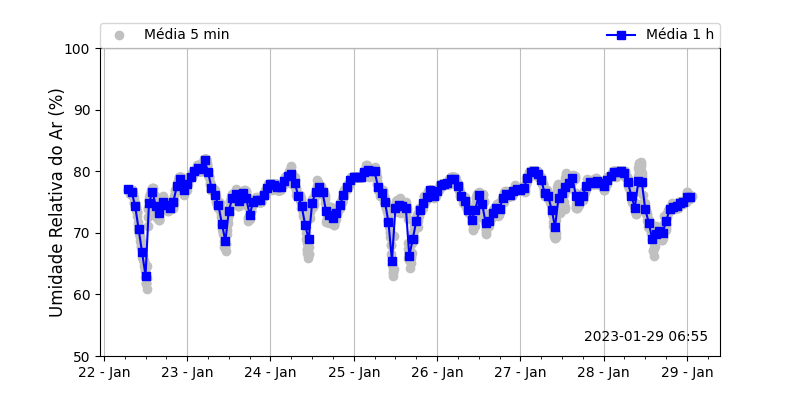 Média 5 min
Média 1 h
Umidade Relativa do Ar (%)
100
90
80
70
60
50
2023-01-29 06:55
22 - Jan
23 - Jan
24 - Jan
25 - Jan
26 - Jan
27 - Jan
28 - Jan
29 - Jan